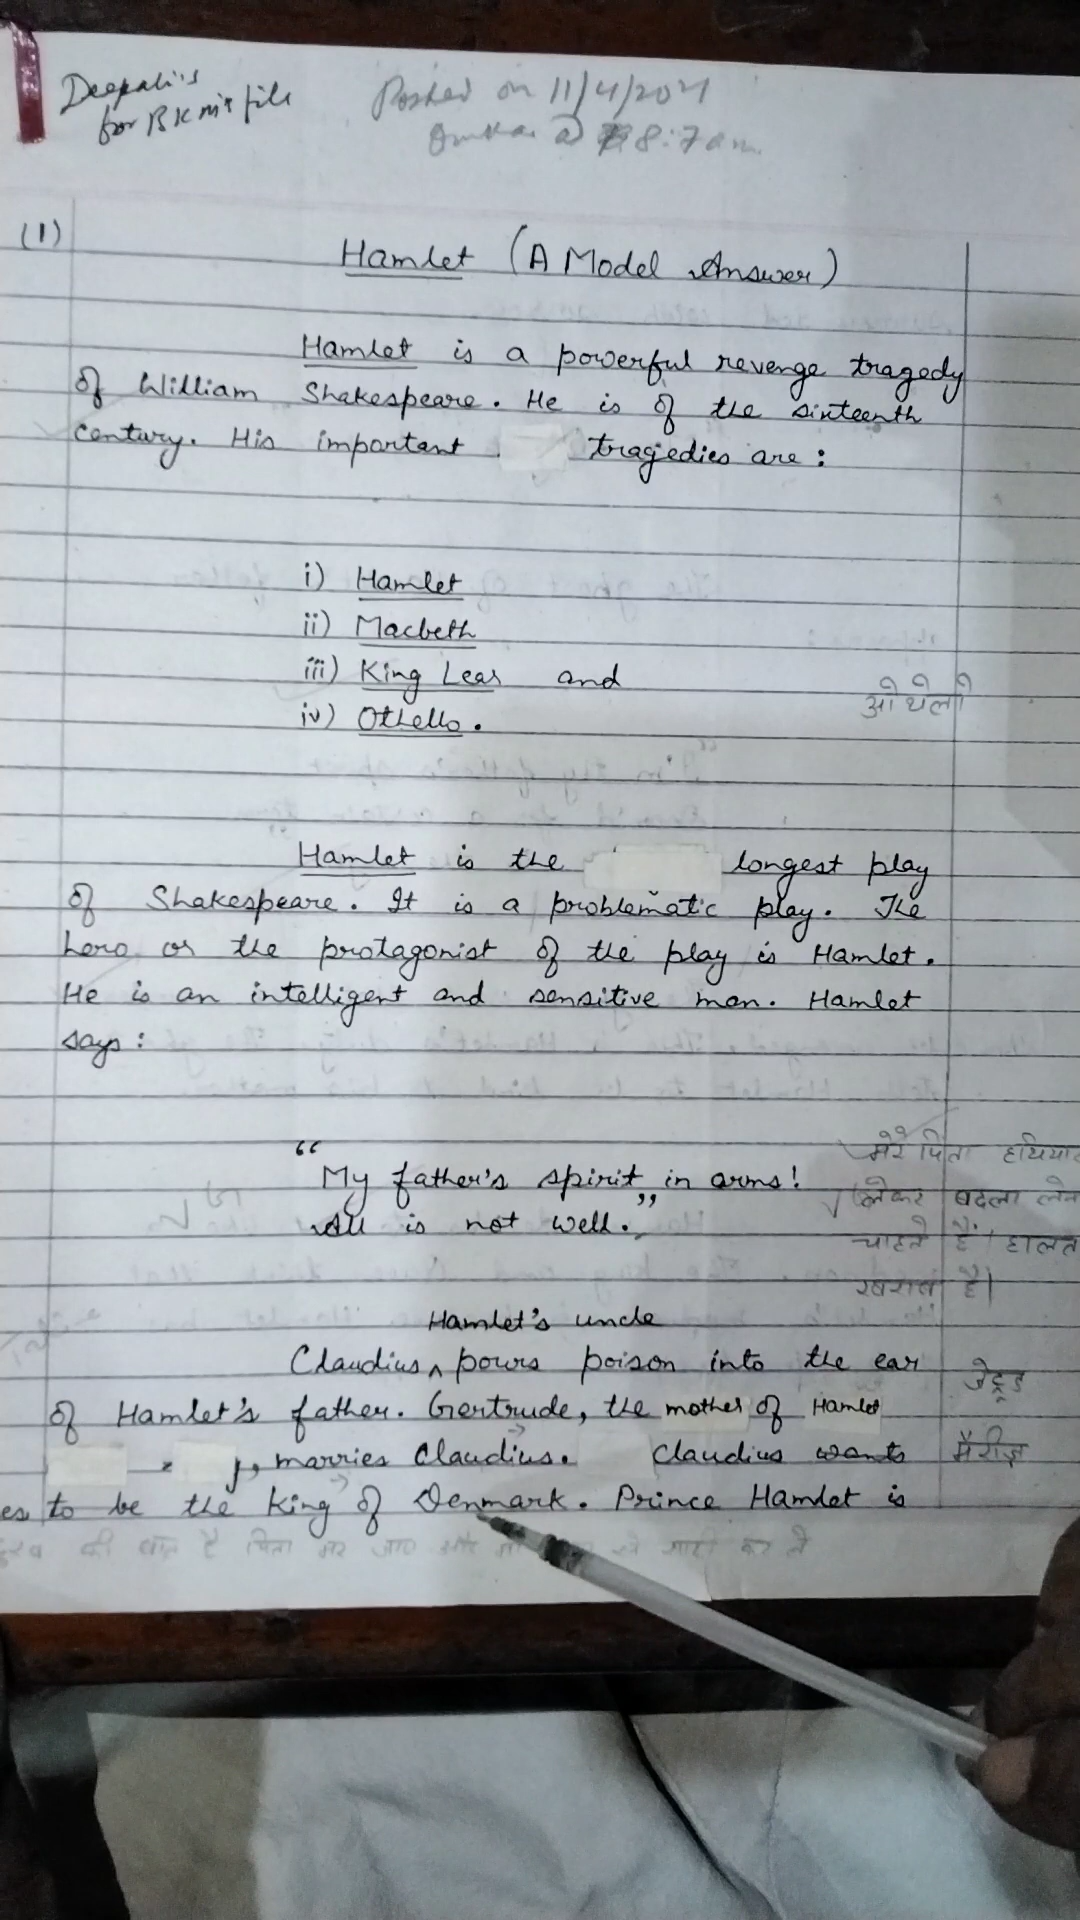 Deepali's
for BK file
Posted on 11/4/2021
@ 8:7am.
(1)
Hamlet (A Model Answer)
Hamlet is a powerful revenge tragedy
of William Shakespeare. He is of the sixteenth
century. His important tragedies are:
i) Hamlet
ii) Macbeth
iii) King Lear and
iv) Othello.
ओथेलो
Hamlet is the longest play
of Shakespeare. It is a problematic play. The
hero or the protagonist of the play is Hamlet.
He is an intelligent and sensitive man. Hamlet
says:
"My father's spirit in arms!
All is not well."
मेरे पिता हथियार
लेकर बदला लेना
चाहते हैं। हालत
खराब है।
Hamlet's uncle
Claudius ^ pours poison into the ear
of Hamlet's father. Gertrude, the mother of Hamlet
, marries Claudius. Claudius wants
मैरीज़
to be the King of Denmark. Prince Hamlet is
की बात है पिता मर जाए और शादी कर ले